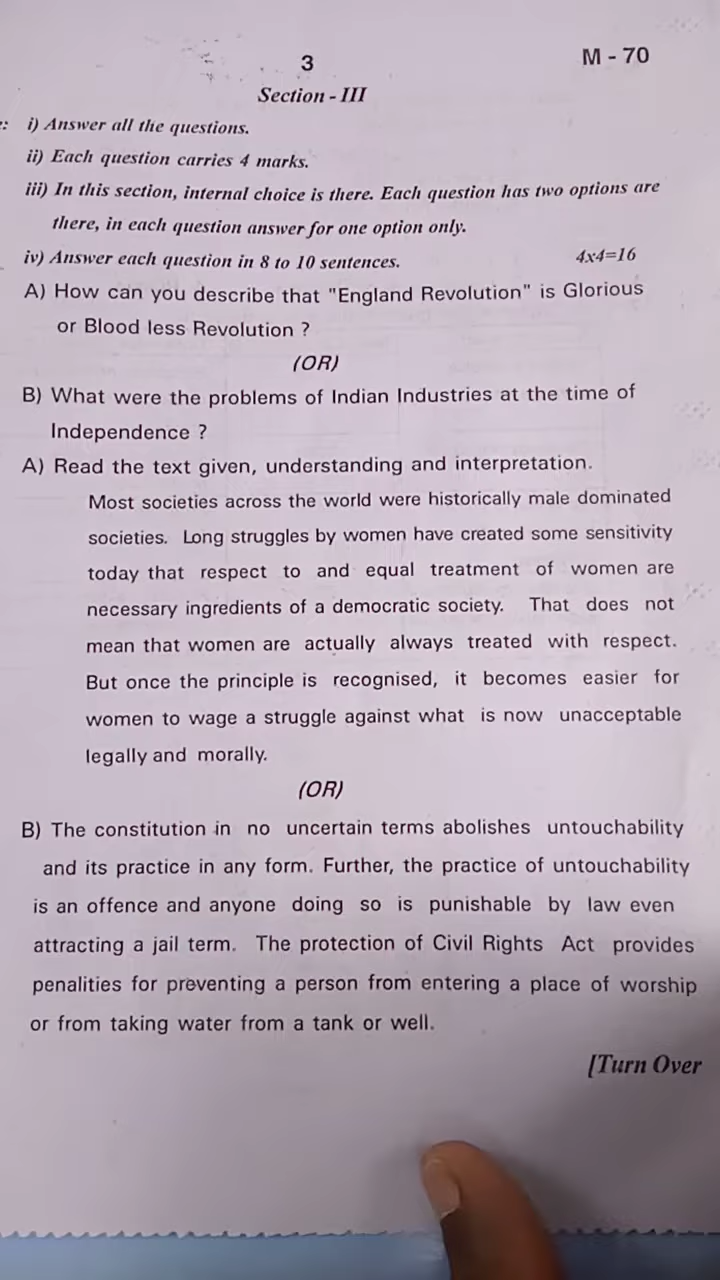 3
M - 70
Section - III
: i) Answer all the questions.
ii) Each question carries 4 marks.
iii) In this section, internal choice is there. Each question has two options are
there, in each question answer for one option only.
iv) Answer each question in 8 to 10 sentences.
4x4=16
A) How can you describe that "England Revolution" is Glorious
or Blood less Revolution ?
(OR)
B) What were the problems of Indian Industries at the time of
Independence ?
A) Read the text given, understanding and interpretation.
Most societies across the world were historically male dominated
societies. Long struggles by women have created some sensitivity
today that respect to and equal treatment of women are
necessary ingredients of a democratic society. That does not
mean that women are actually always treated with respect.
But once the principle is recognised, it becomes easier for
women to wage a struggle against what is now unacceptable
legally and morally.
(OR)
B) The constitution in no uncertain terms abolishes untouchability
and its practice in any form. Further, the practice of untouchability
is an offence and anyone doing so is punishable by law even
attracting a jail term. The protection of Civil Rights Act provides
penalities for preventing a person from entering a place of worship
or from taking water from a tank or well.
[Turn Over